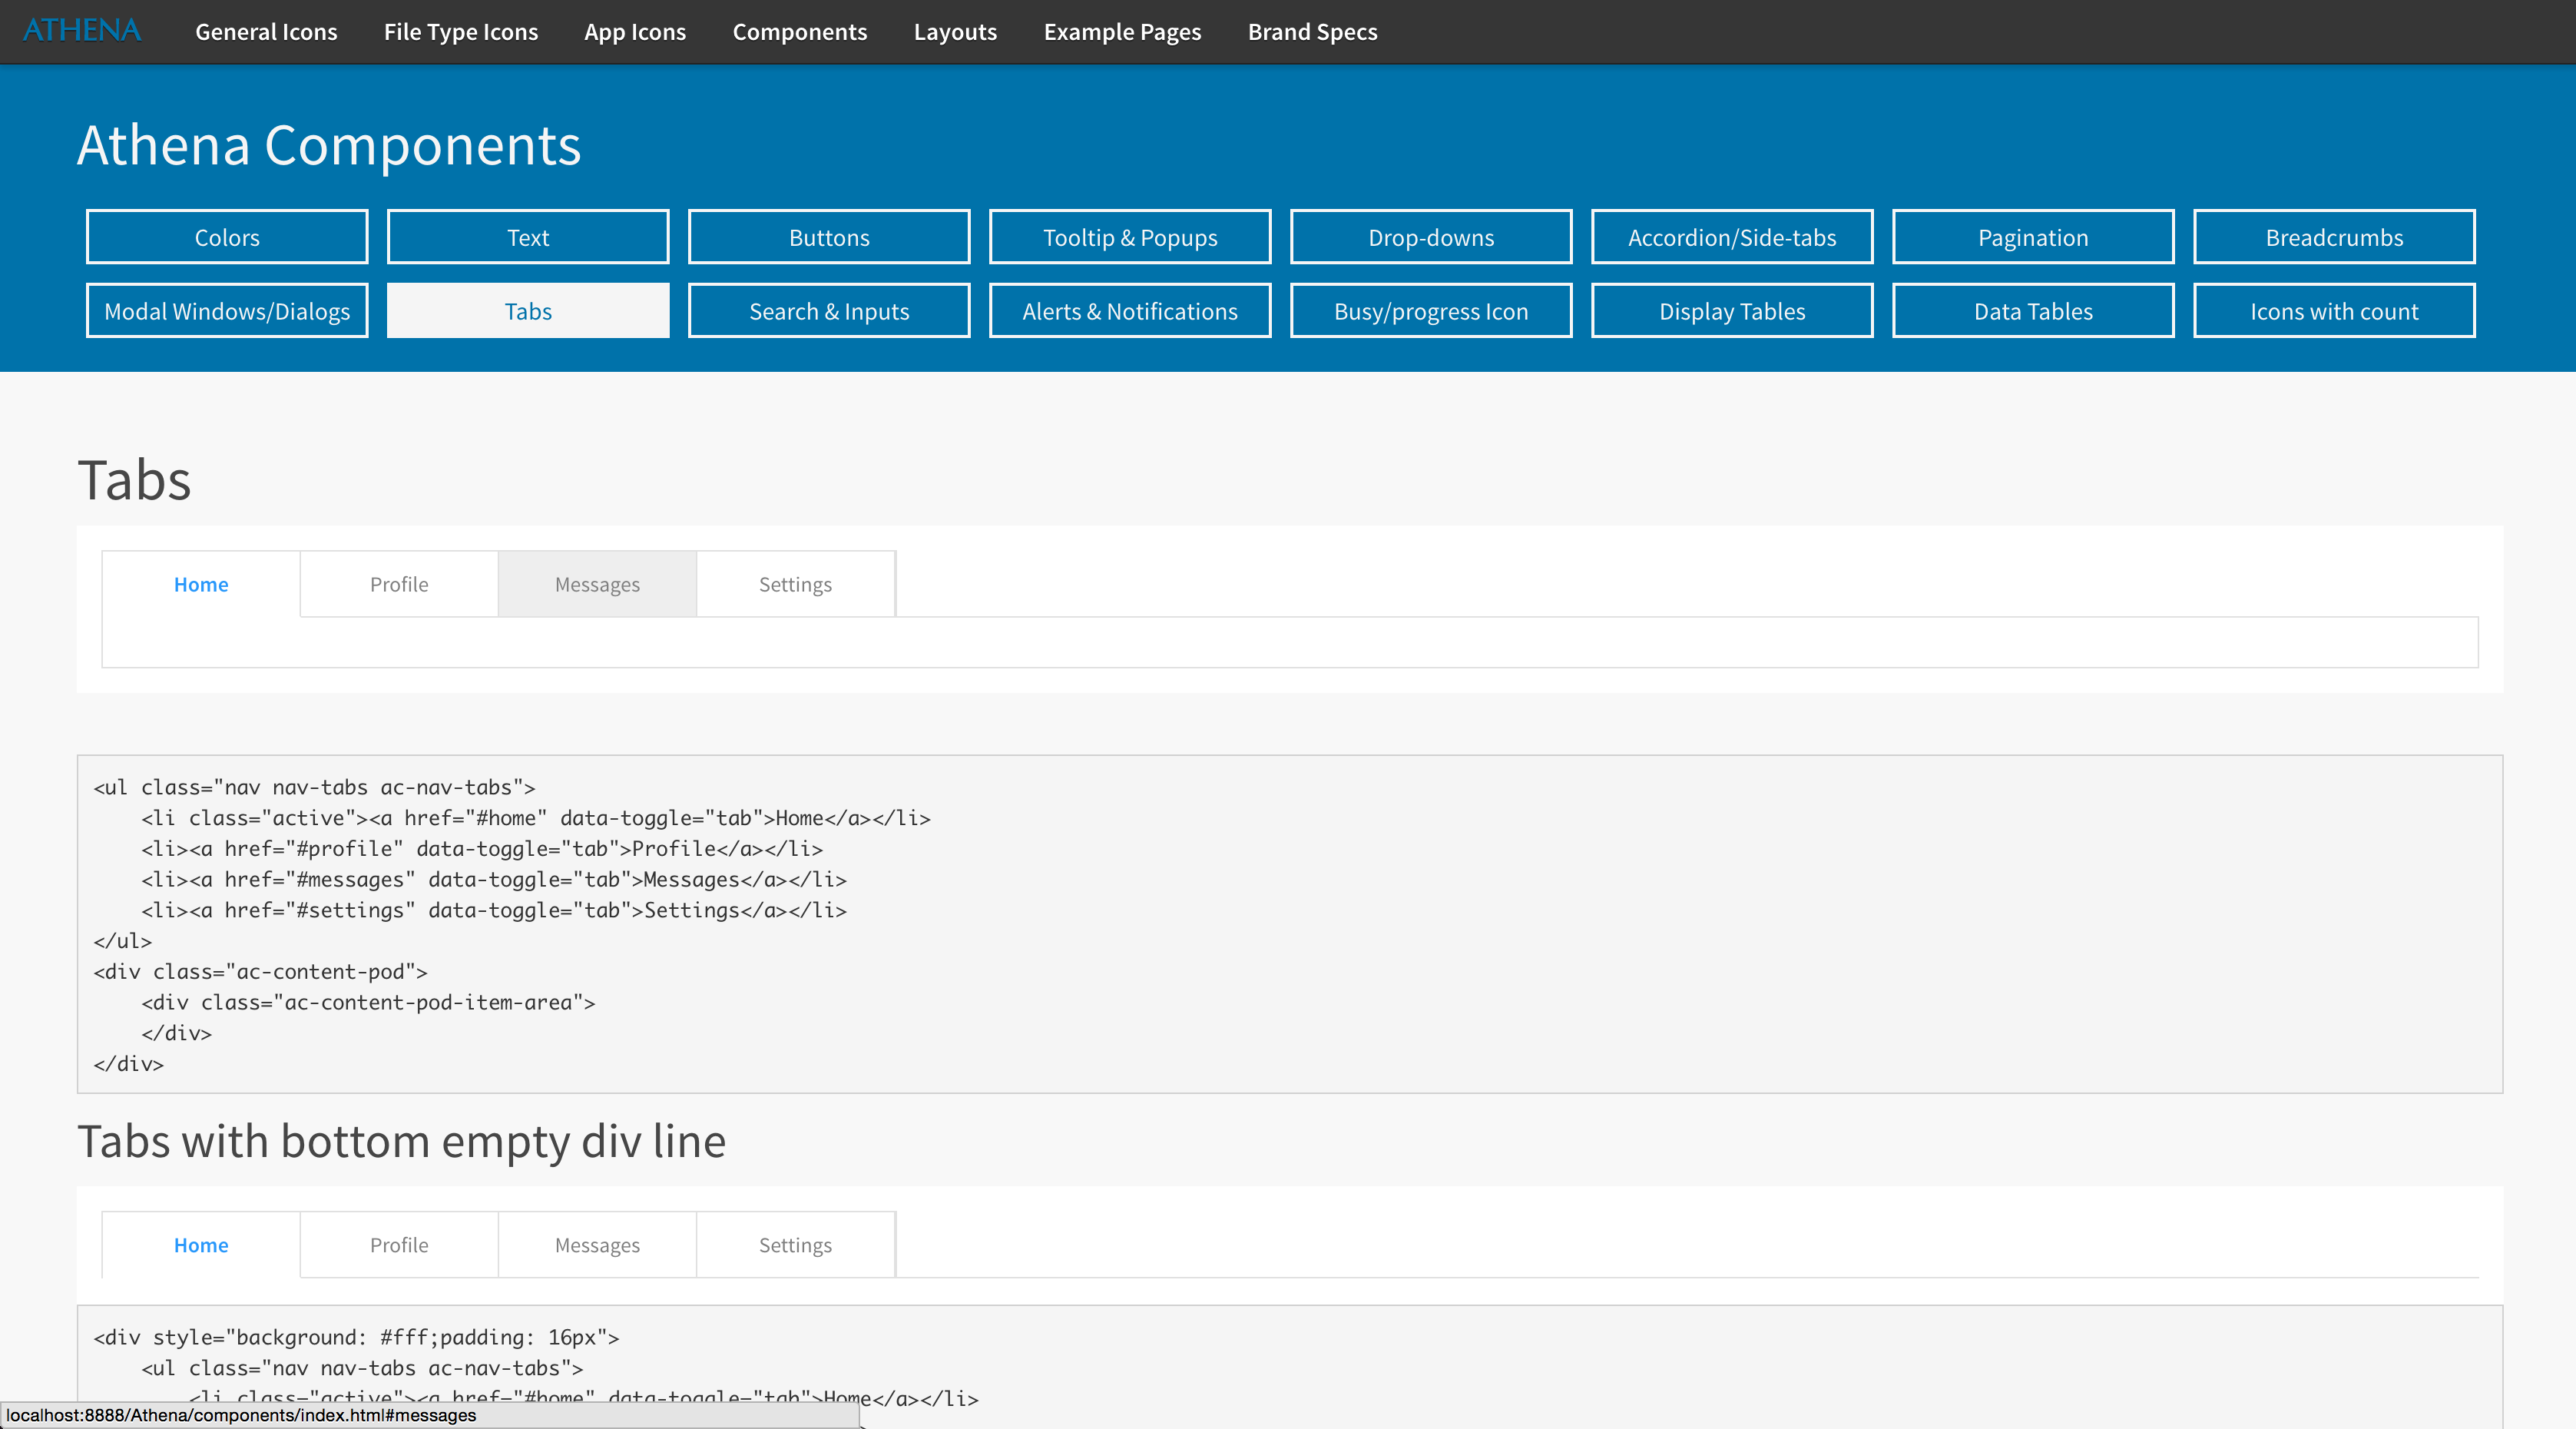 ATHENA General Icons File Type Icons App Icons Components Layouts Example Pages Brand Specs
Athena Components
Colors Text Buttons Tooltip & Popups Drop-downs Accordion/Side-tabs Pagination Breadcrumbs
Modal Windows/Dialogs Tabs Search & Inputs Alerts & Notifications Busy/progress Icon Display Tables Data Tables Icons with count
Tabs
Home Profile Messages Settings
<ul class="nav nav-tabs ac-nav-tabs">
    <li class="active"><a href="#home" data-toggle="tab">Home</a></li>
    <li><a href="#profile" data-toggle="tab">Profile</a></li>
    <li><a href="#messages" data-toggle="tab">Messages</a></li>
    <li><a href="#settings" data-toggle="tab">Settings</a></li>
</ul>
<div class="ac-content-pod">
    <div class="ac-content-pod-item-area">
    </div>
</div>
Tabs with bottom empty div line
Home Profile Messages Settings
<div style="background: #fff;padding: 16px">
    <ul class="nav nav-tabs ac-nav-tabs">
        <li class="active"><a href="#home" data-toggle="tab">Home</a></li>
localhost:8888/Athena/components/index.html#messages